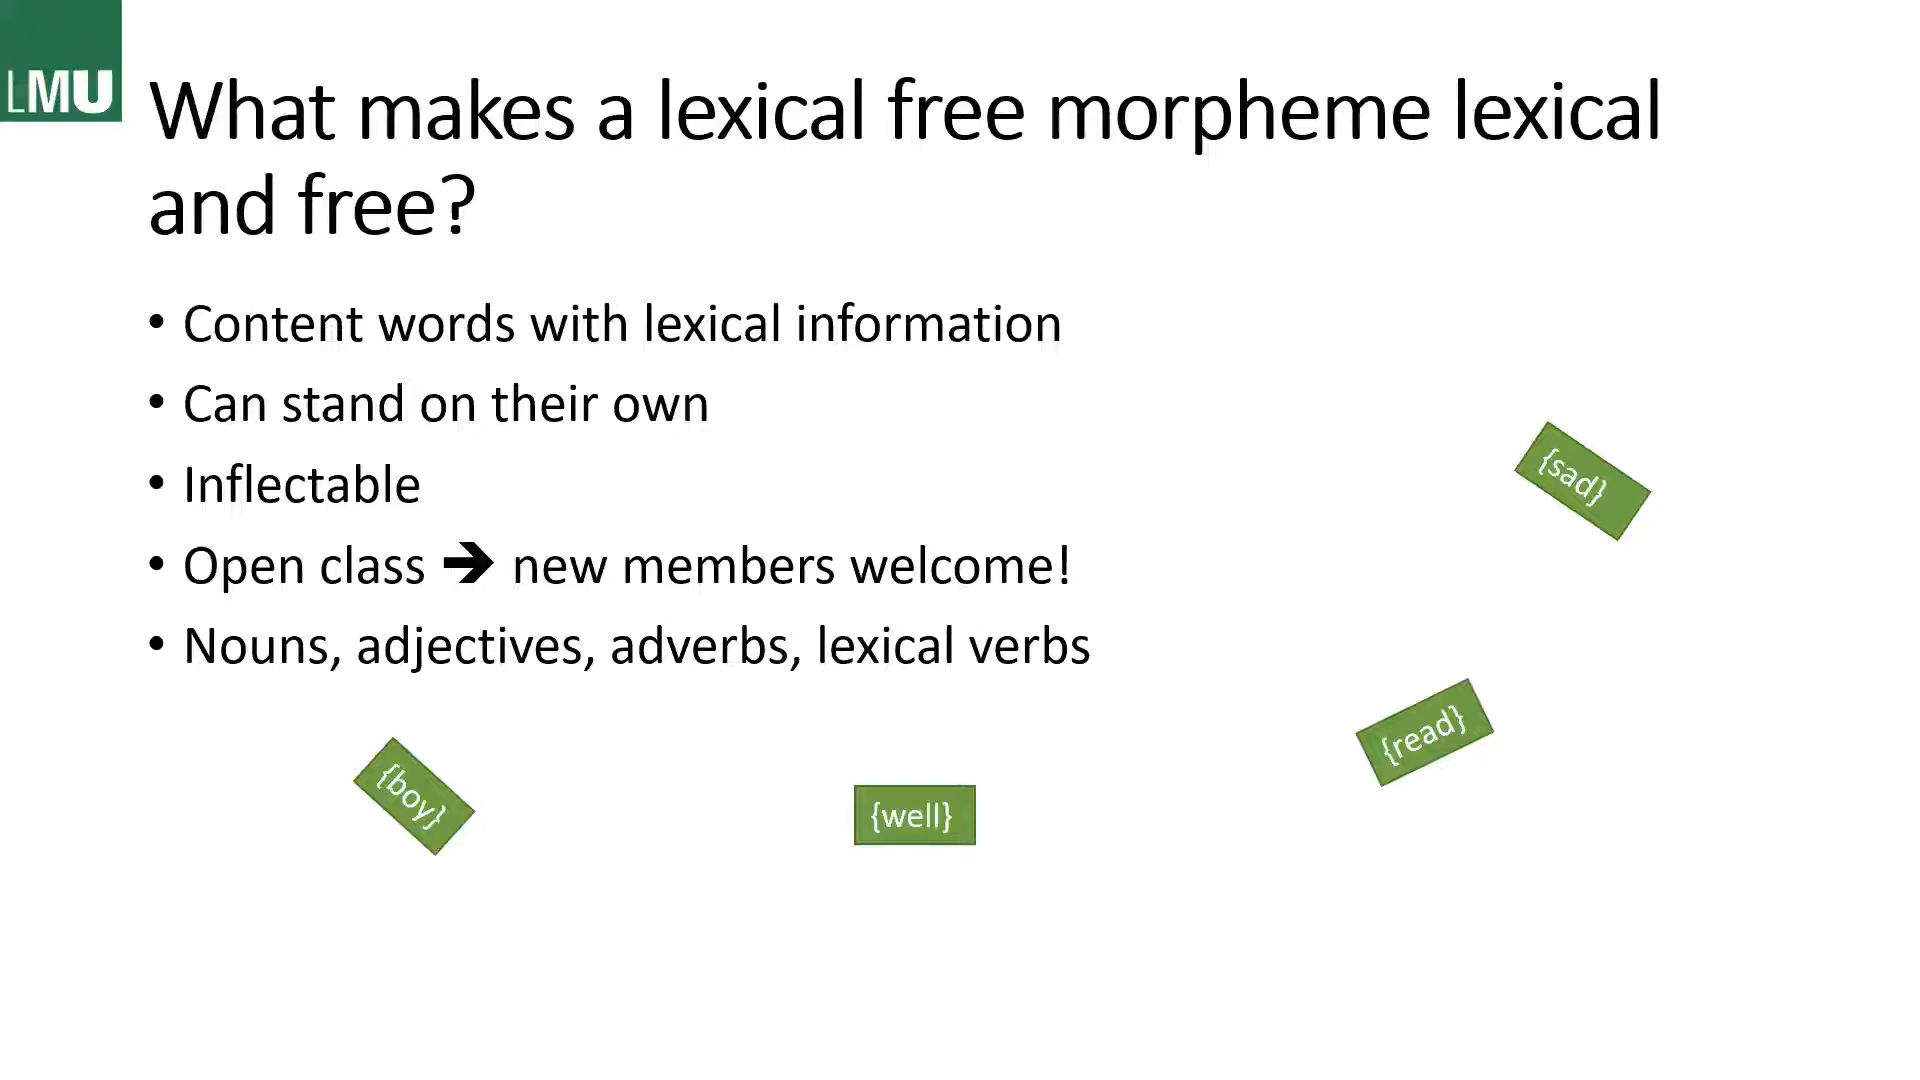 LMU
What makes a lexical free morpheme lexical
and free?
• Content words with lexical information
• Can stand on their own
• Inflectable
• Open class ➔ new members welcome!
• Nouns, adjectives, adverbs, lexical verbs
{sad}
{read}
{boy}
{well}